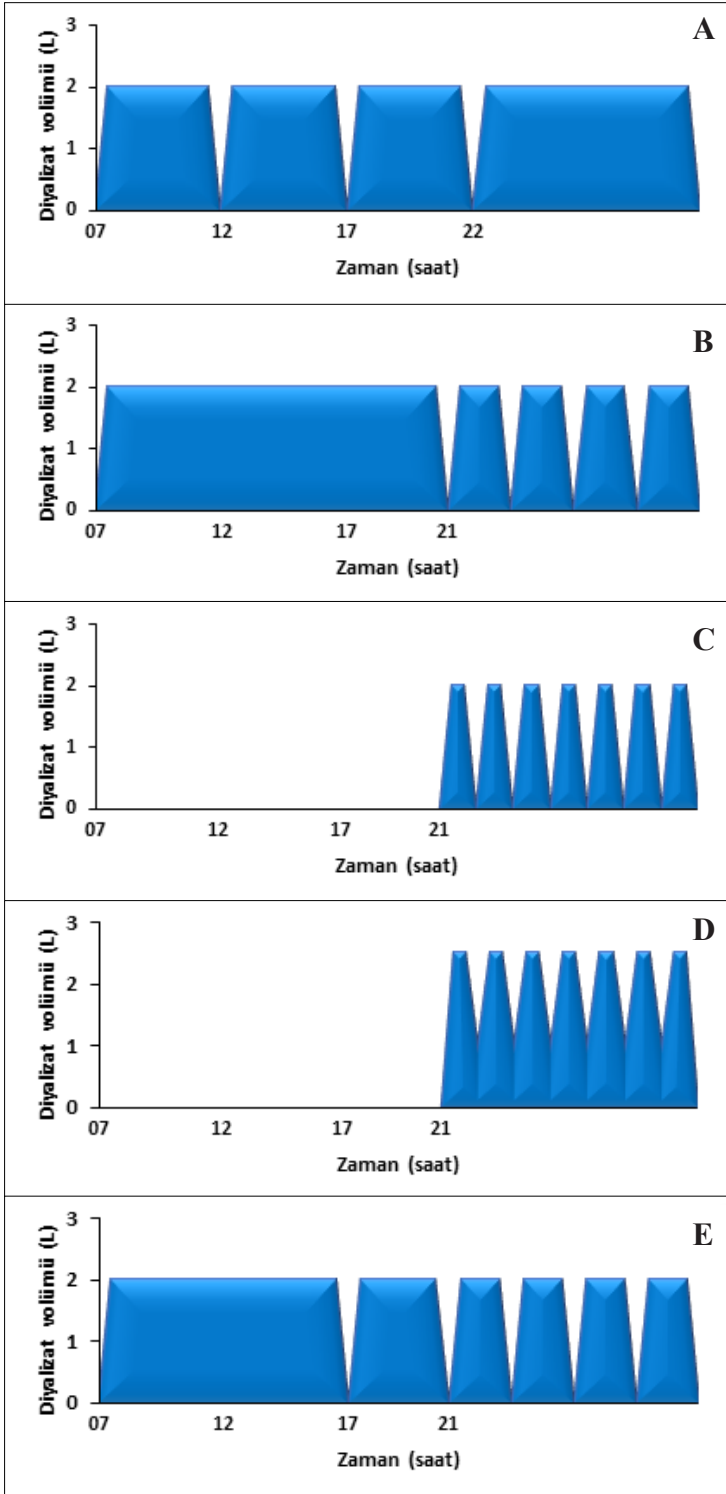 A
Diyalizat volümü (L)
3
2
1
0
07 12 17 22
Zaman (saat)
B
Diyalizat volümü (L)
3
2
1
0
07 12 17 21
Zaman (saat)
C
Diyalizat volümü (L)
3
2
1
0
07 12 17 21
Zaman (saat)
D
Diyalizat volümü (L)
3
2
1
0
07 12 17 21
Zaman (saat)
E
Diyalizat volümü (L)
3
2
1
0
07 12 17 21
Zaman (saat)